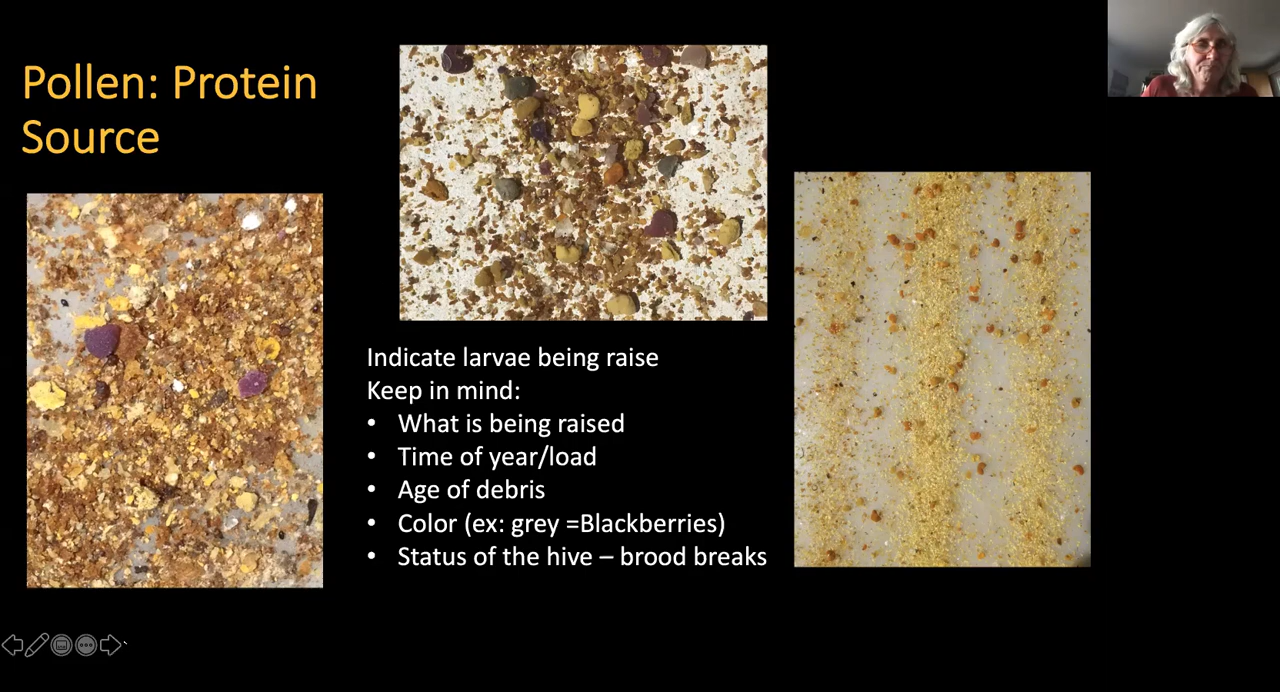 Pollen: Protein
Source
Indicate larvae being raise
Keep in mind:
• What is being raised
• Time of year/load
• Age of debris
• Color (ex: grey =Blackberries)
• Status of the hive – brood breaks